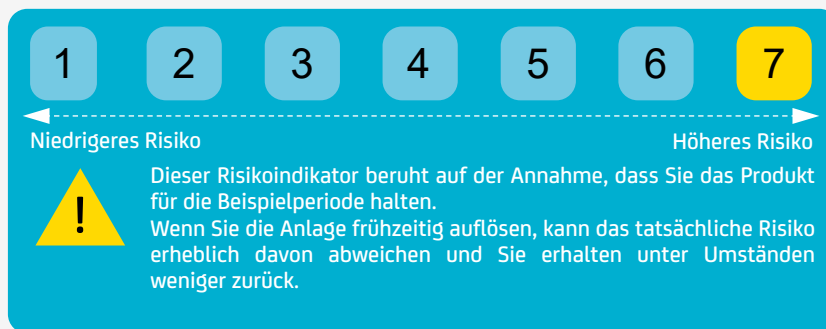 1 2 3 4 5 6 7
Niedrigeres Risiko Höheres Risiko
Dieser Risikoindikator beruht auf der Annahme, dass Sie das Produkt
für die Beispielperiode halten.
!
Wenn Sie die Anlage frühzeitig auflösen, kann das tatsächliche Risiko
erheblich davon abweichen und Sie erhalten unter Umständen
weniger zurück.